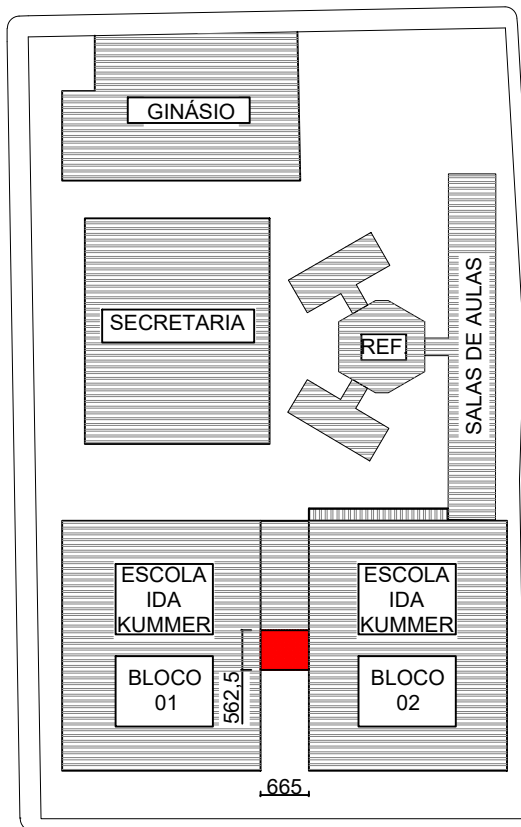 GINÁSIO
SECRETARIA
REF.
SALAS DE AULAS
ESCOLA
IDA
KUMMER
BLOCO
01
ESCOLA
IDA
KUMMER
BLOCO
02
562,5
665